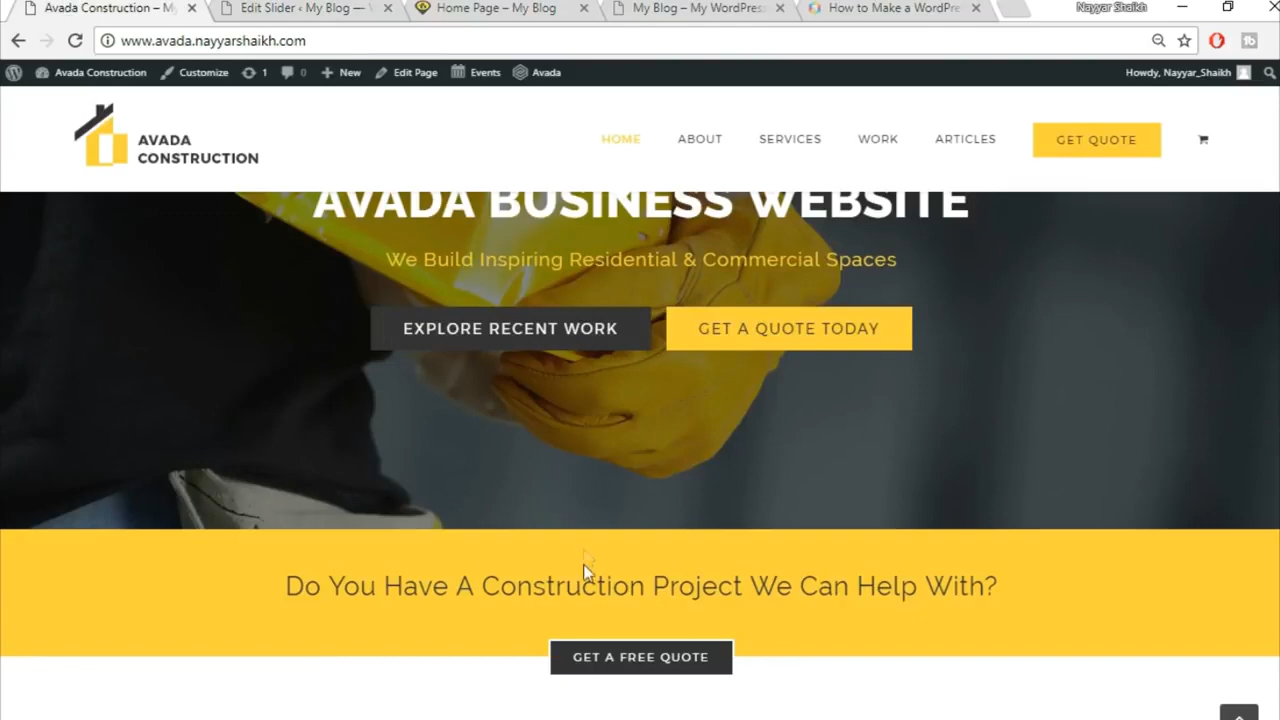 Avada Construction – My
Edit Slider ‹ My Blog — W
Home Page – My Blog
My Blog – My WordPress
How to Make a WordPre
Nayyar Shaikh
www.avada.nayyarshaikh.com
Avada Construction
Customize
1
0
New
Edit Page
Events
Avada
Howdy, Nayyar_Shaikh
AVADA
CONSTRUCTION
HOME
ABOUT
SERVICES
WORK
ARTICLES
GET QUOTE
AVADA BUSINESS WEBSITE
We Build Inspiring Residential & Commercial Spaces
EXPLORE RECENT WORK
GET A QUOTE TODAY
Do You Have A Construction Project We Can Help With?
GET A FREE QUOTE